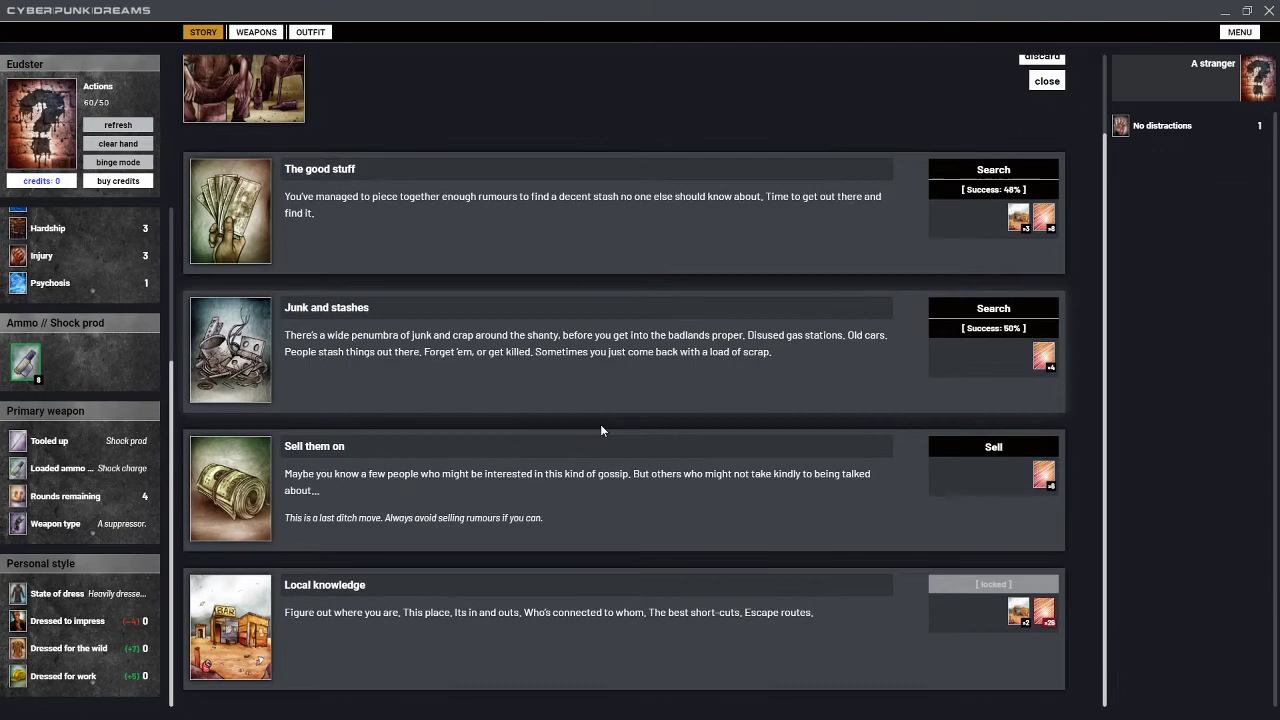 CYBER|PUNK|DREAMS
STORY
WEAPONS
OUTFIT
MENU
Eudster
Actions
60/50
refresh
clear hand
binge mode
credits: 0
buy credits
Hardship 3
Injury 3
Psychosis 1
Ammo // Shock prod
8
Primary weapon
Tooled up Shock prod
Loaded ammo ... Shock charge
Rounds remaining 4
Weapon type A suppressor.
Personal style
State of dress Heavily dresse...
Dressed to impress (−4) 0
Dressed for the wild (+7) 0
Dressed for work (+5) 0
discard
close
The good stuff
You've managed to piece together enough rumours to find a decent stash no one else should know about. Time to get out there and
find it.
Search
[ Success: 48% ]
Junk and stashes
There's a wide penumbra of junk and crap around the shanty, before you get into the badlands proper. Disused gas stations. Old cars.
People stash things out there. Forget 'em, or get killed. Sometimes you just come back with a load of scrap.
Search
[ Success: 50% ]
Sell them on
Maybe you know a few people who might be interested in this kind of gossip. But others who might not take kindly to being talked
about...
This is a last ditch move. Always avoid selling rumours if you can.
Sell
Local knowledge
Figure out where you are. This place. Its in and outs. Who's connected to whom. The best short-cuts. Escape routes.
[ locked ]
A stranger
No distractions 1